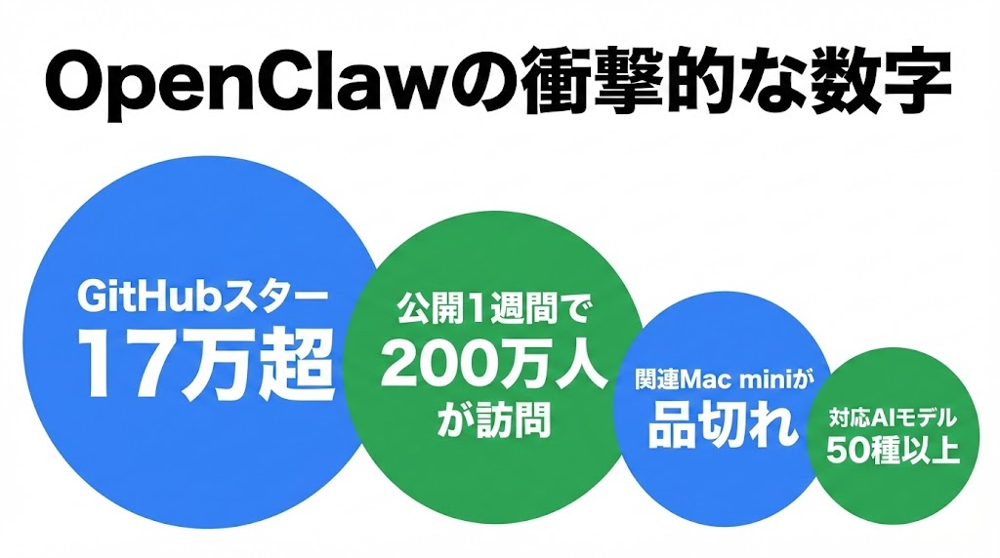 OpenClawの衝撃的な数字
GitHubスター
17万超
公開1週間で
200万人
が訪問
関連Mac miniが
品切れ
対応AIモデル
50種以上